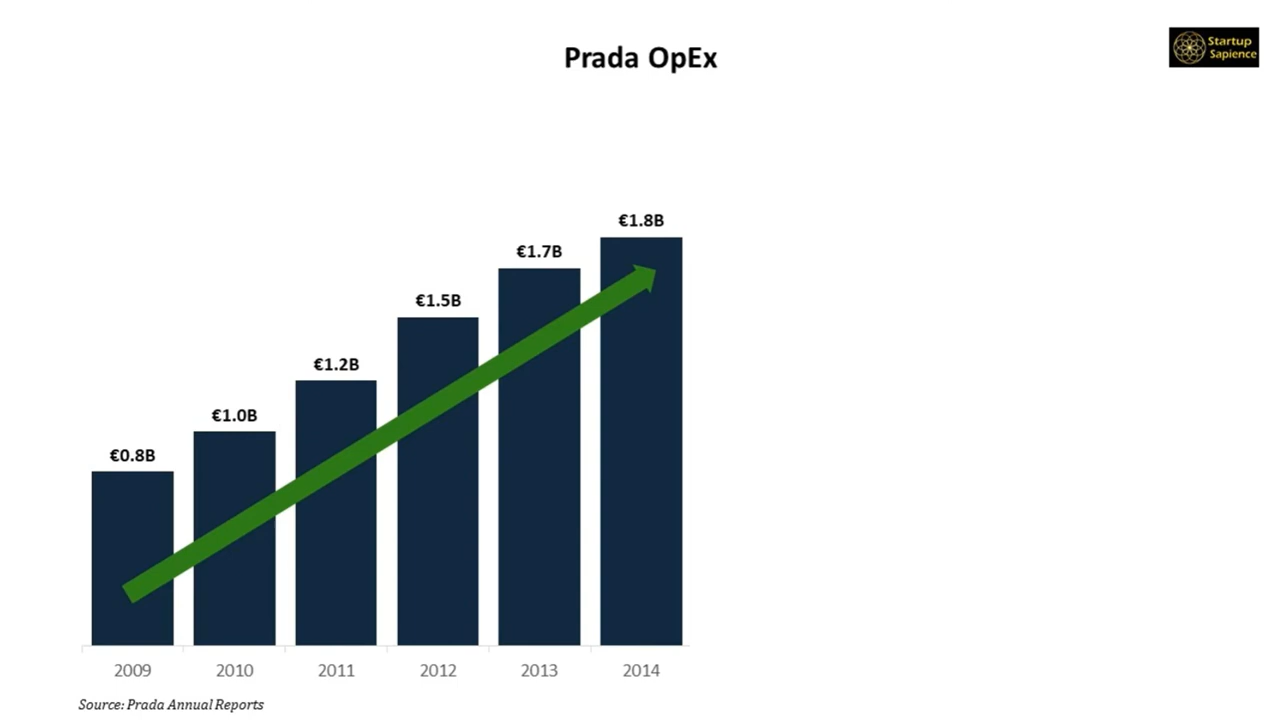 Prada OpEx
Startup
Sapience
€1.8B
€1.7B
€1.5B
€1.2B
€1.0B
€0.8B
2009 2010 2011 2012 2013 2014
Source: Prada Annual Reports